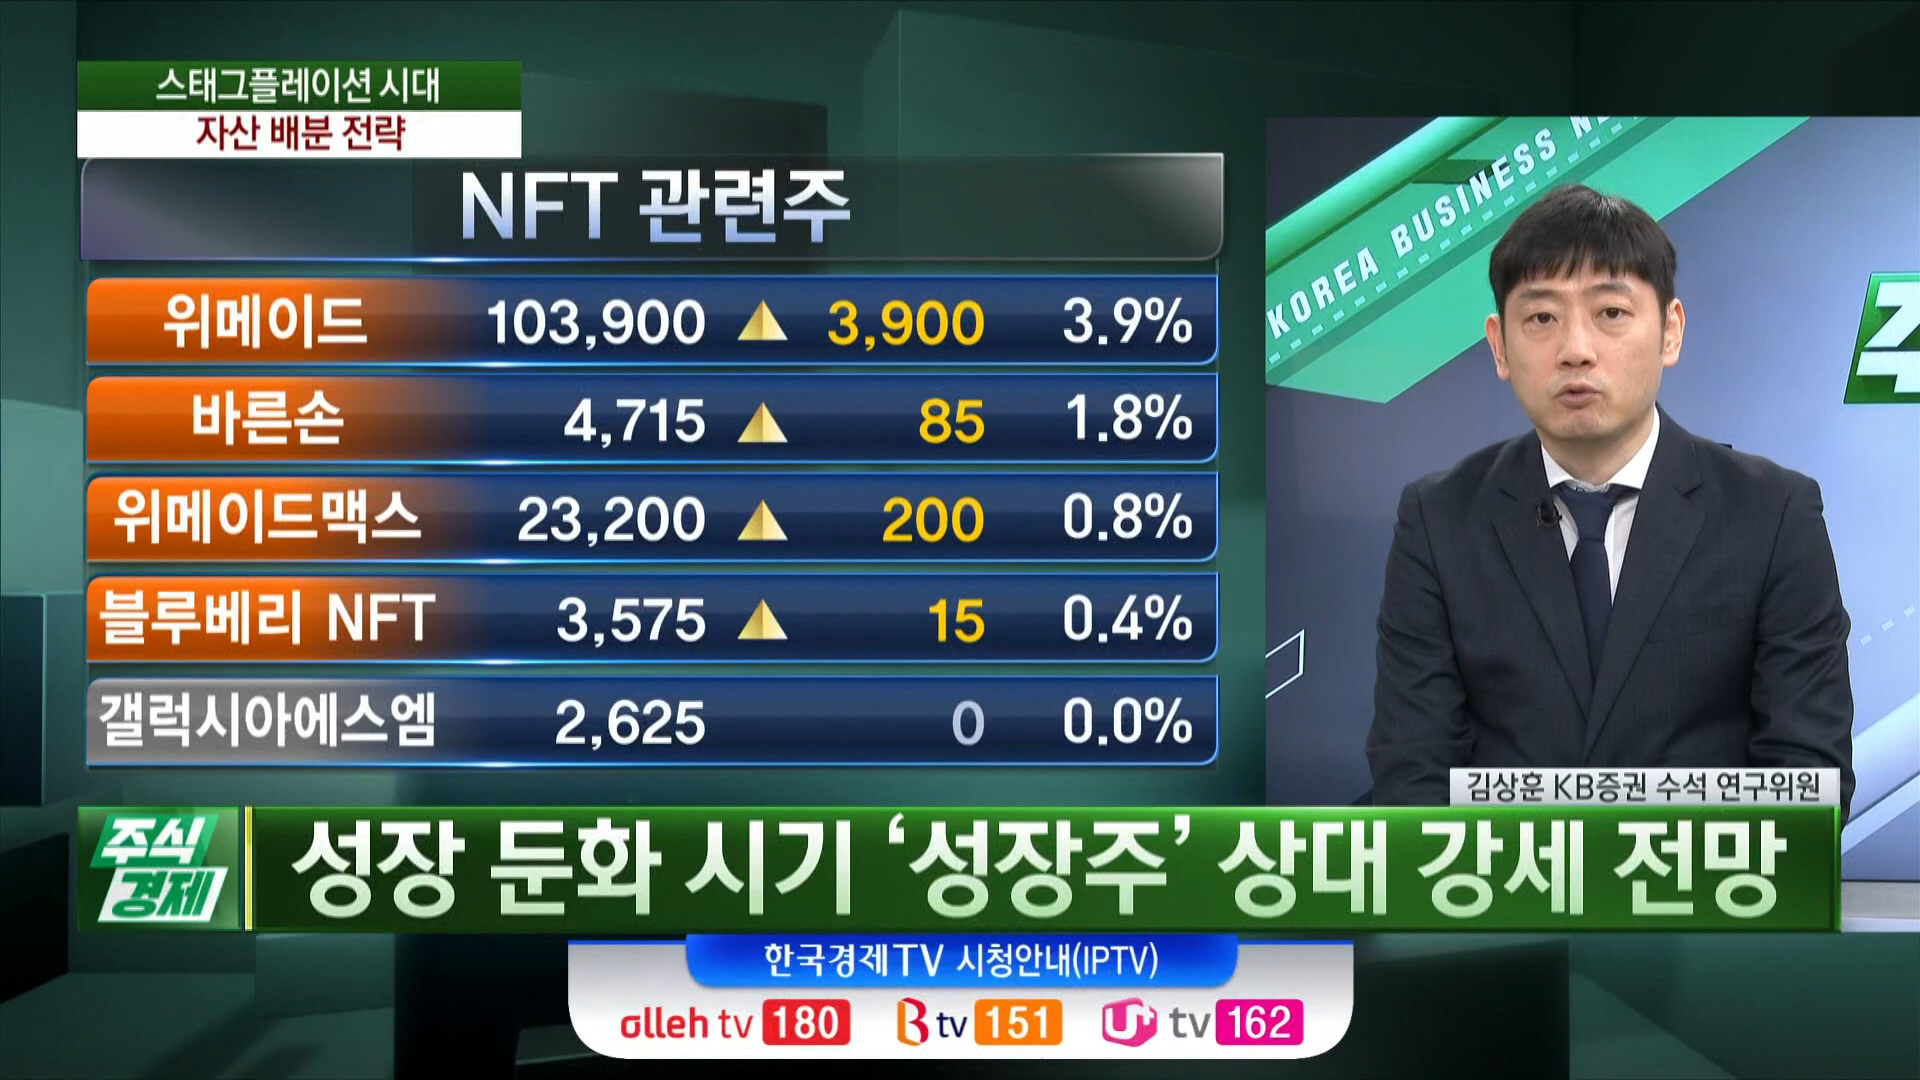 스태그플레이션 시대
자산 배분 전략
NFT 관련주
위메이드 103,900 ▲ 3,900 3.9%
바른손 4,715 ▲ 85 1.8%
위메이드맥스 23,200 ▲ 200 0.8%
블루베리 NFT 3,575 ▲ 15 0.4%
갤럭시아에스엠 2,625 0 0.0%
KOREA BUSINESS
김상훈 KB증권 수석 연구위원
주식
경제
성장 둔화 시기 ‘성장주’ 상대 강세 전망
한국경제TV 시청안내(IPTV)
olleh tv 180 B tv 151 U+ tv 162